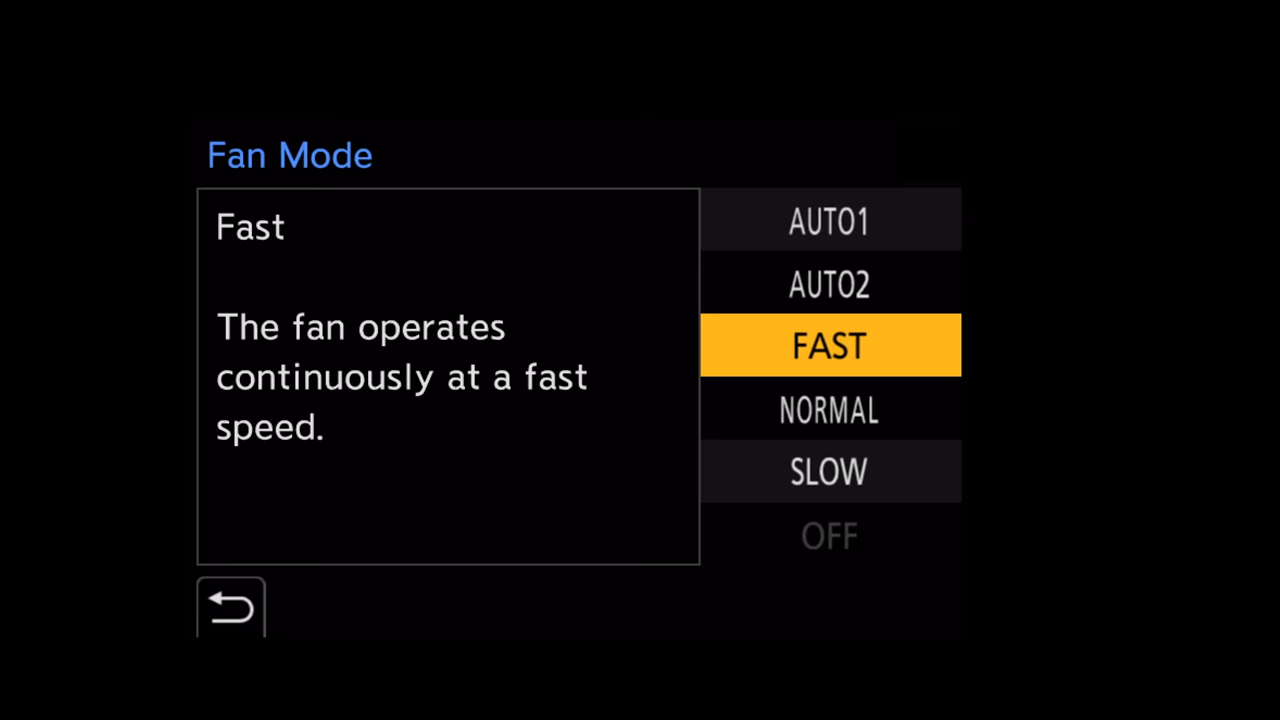 Fan Mode
Fast
The fan operates
continuously at a fast
speed.
AUTO1
AUTO2
FAST
NORMAL
SLOW
OFF